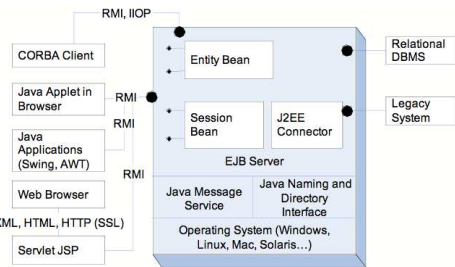 RMI, IIOP
CORBA Client
Entity Bean
Relational
DBMS
Java Applet in
Browser
RMI
RMI
Java
Applications
(Swing, AWT)
Session
Bean
J2EE
Connector
Legacy
System
EJB Server
RMI
Web Browser
Java Message
Service
Java Naming and
Directory
Interface
XML, HTML, HTTP (SSL)
Servlet JSP
Operating System (Windows,
Linux, Mac, Solaris...)